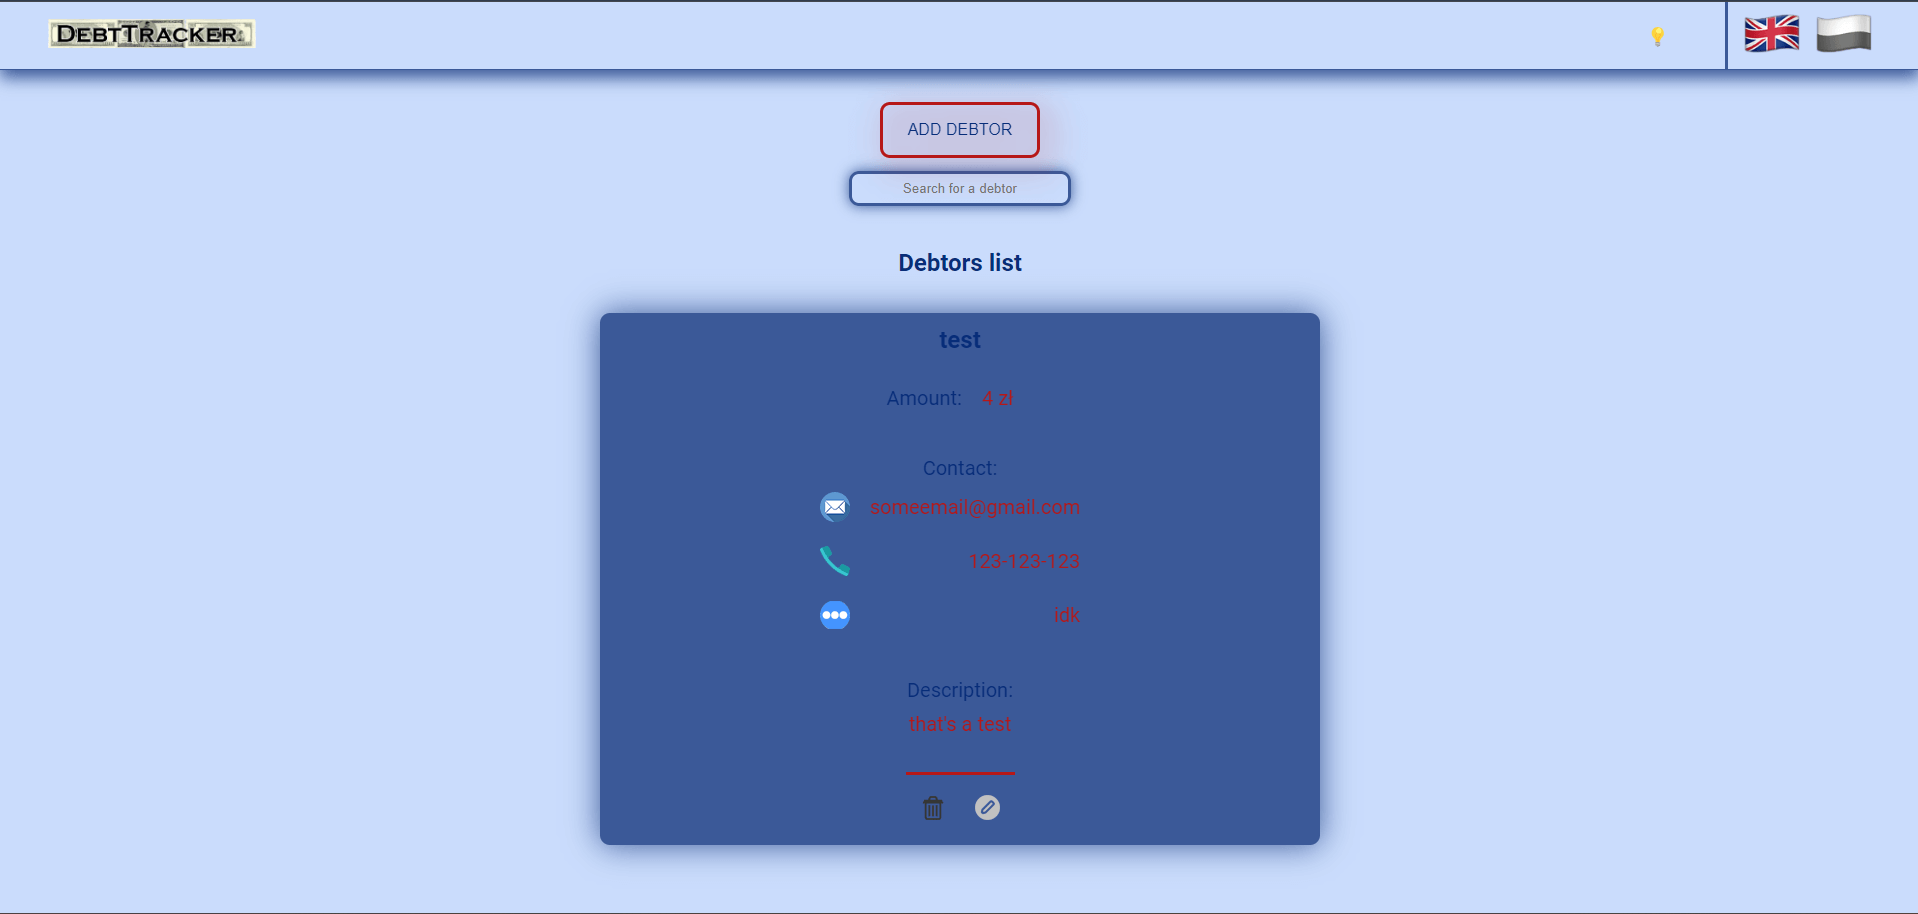 DEBTTRACKER
ADD DEBTOR
Search for a debtor
Debtors list
test
Amount: 4 zł
Contact:
someemail@gmail.com
123-123-123
idk
Description:
that's a test